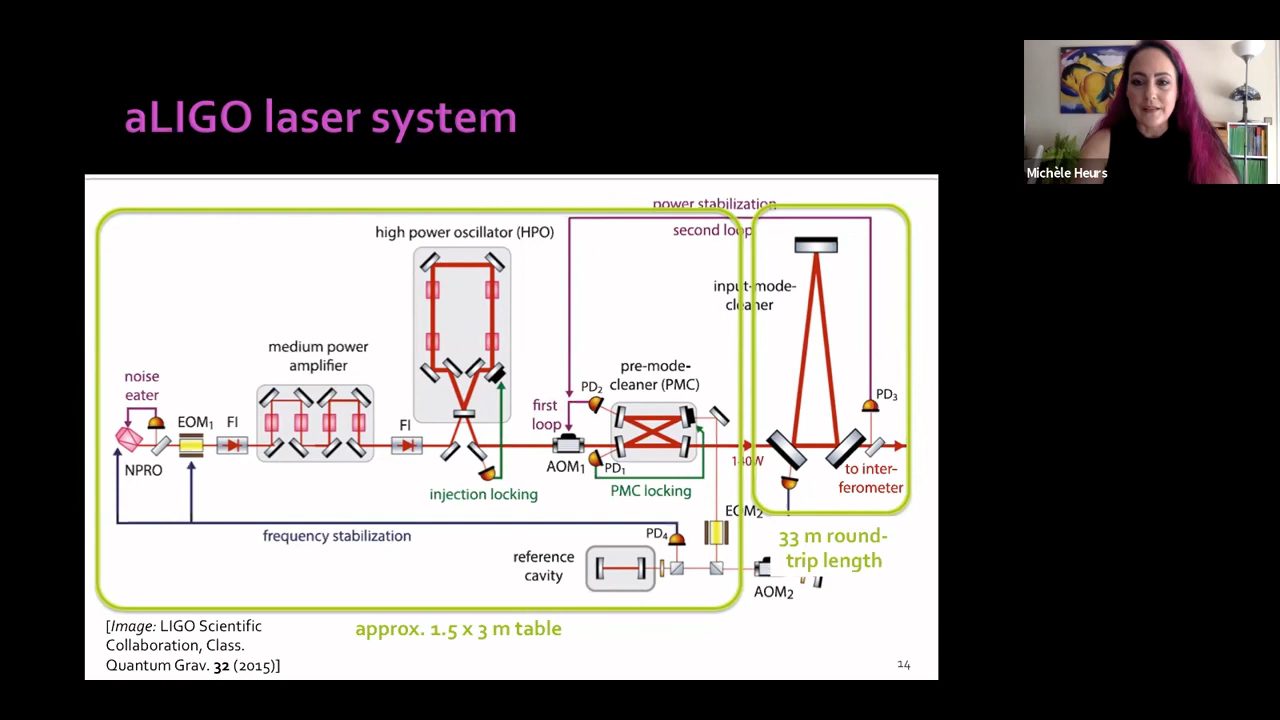 aLIGO laser system
Michèle Heurs
power stabilization
second loop
high power oscillator (HPO)
input-mode-
cleaner
medium power
amplifier
pre-mode-
cleaner (PMC)
noise
eater
PD2
PD3
first
loop
EOM1
FI
FI
NPRO
AOM1
PD1
140W
to inter-
ferometer
injection locking
PMC locking
EOM2
frequency stabilization
PD4
33 m round-
trip length
reference
cavity
AOM2
approx. 1.5 x 3 m table
[Image: LIGO Scientific
Collaboration, Class.
Quantum Grav. 32 (2015)]
14